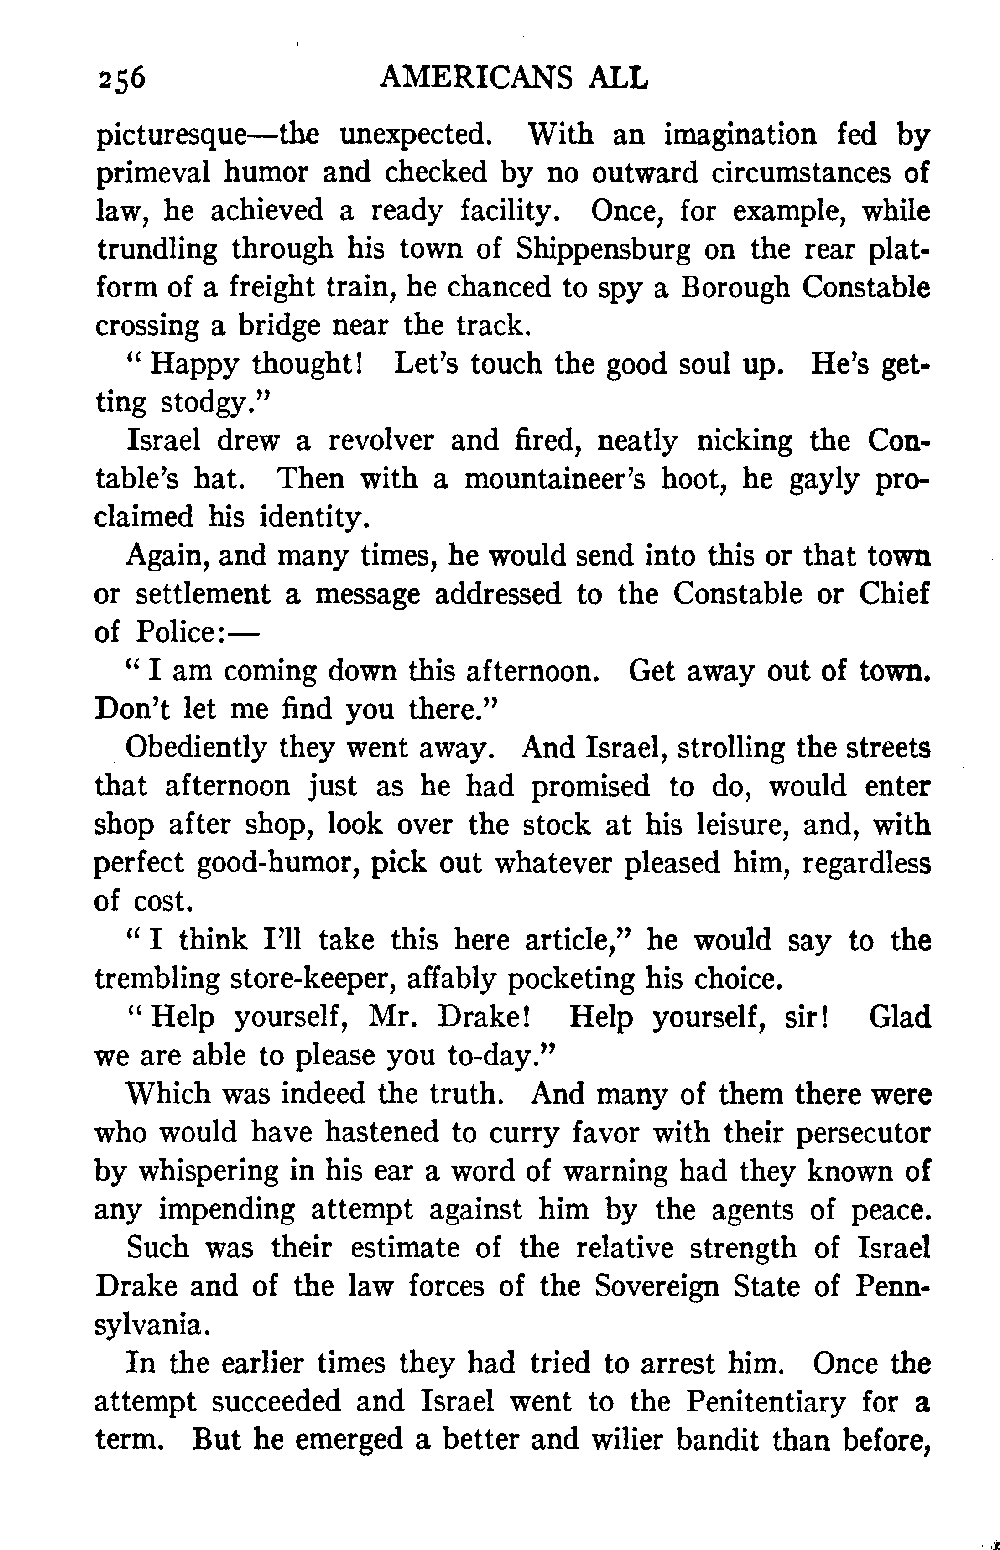 256 AMERICANS ALL
picturesque—the unexpected. With an imagination fed by
primeval humor and checked by no outward circumstances of
law, he achieved a ready facility. Once, for example, while
trundling through his town of Shippensburg on the rear plat-
form of a freight train, he chanced to spy a Borough Constable
crossing a bridge near the track.
“ Happy thought! Let’s touch the good soul up. He’s get-
ting stodgy.”
Israel drew a revolver and fired, neatly nicking the Con-
table’s hat. Then with a mountaineer’s hoot, he gayly pro-
claimed his identity.
Again, and many times, he would send into this or that town
or settlement a message addressed to the Constable or Chief
of Police:—
“ I am coming down this afternoon. Get away out of town.
Don’t let me find you there.”
Obediently they went away. And Israel, strolling the streets
that afternoon just as he had promised to do, would enter
shop after shop, look over the stock at his leisure, and, with
perfect good-humor, pick out whatever pleased him, regardless
of cost.
“ I think I’ll take this here article,” he would say to the
trembling store-keeper, affably pocketing his choice.
“ Help yourself, Mr. Drake! Help yourself, sir! Glad
we are able to please you to-day.”
Which was indeed the truth. And many of them there were
who would have hastened to curry favor with their persecutor
by whispering in his ear a word of warning had they known of
any impending attempt against him by the agents of peace.
Such was their estimate of the relative strength of Israel
Drake and of the law forces of the Sovereign State of Penn-
sylvania.
In the earlier times they had tried to arrest him. Once the
attempt succeeded and Israel went to the Penitentiary for a
term. But he emerged a better and wilier bandit than before,